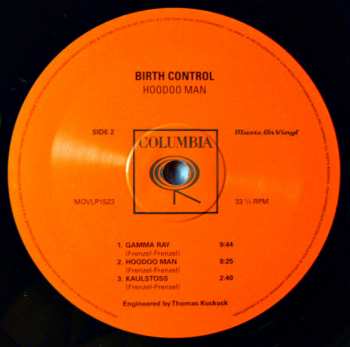 BIRTH CONTROL
HOODOO MAN
SIDE 2
Music On Vinyl
COLUMBIA
MOVLP1523
33 ⅓ RPM
1. GAMMA RAY 9:44
(Frenzel-Frenzel)
2. HOODOO MAN 8:25
(Frenzel-Frenzel)
3. KAULSTOSS 2:40
(Frenzel-Frenzel)
Engineered by Thomas Kuckuck